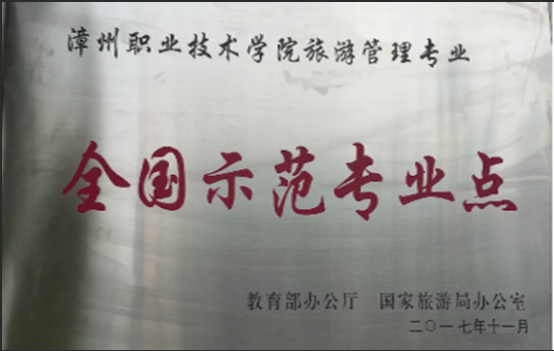 漳州职业技术学院旅游管理专业
全国示范专业点
教育部办公厅 国家旅游局办公室
二〇一七年十一月